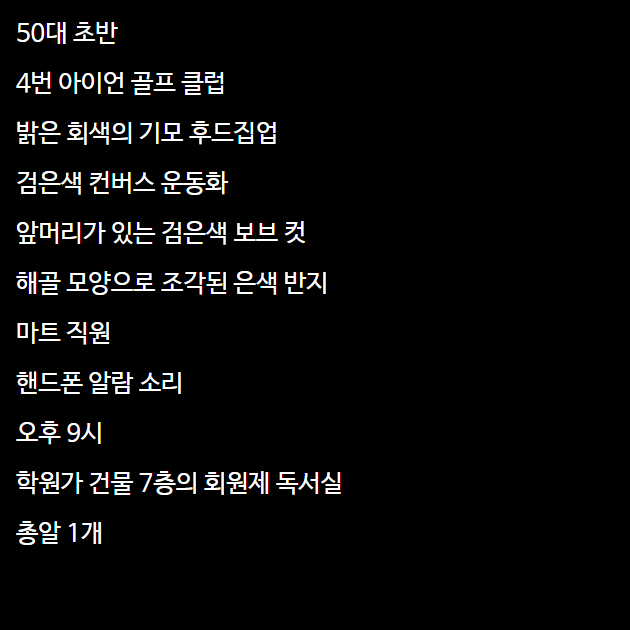 50대 초반
4번 아이언 골프 클럽
밝은 회색의 기모 후드집업
검은색 컨버스 운동화
앞머리가 있는 검은색 보브 컷
해골 모양으로 조각된 은색 반지
마트 직원
핸드폰 알람 소리
오후 9시
학원가 건물 7층의 회원제 독서실
총알 1개